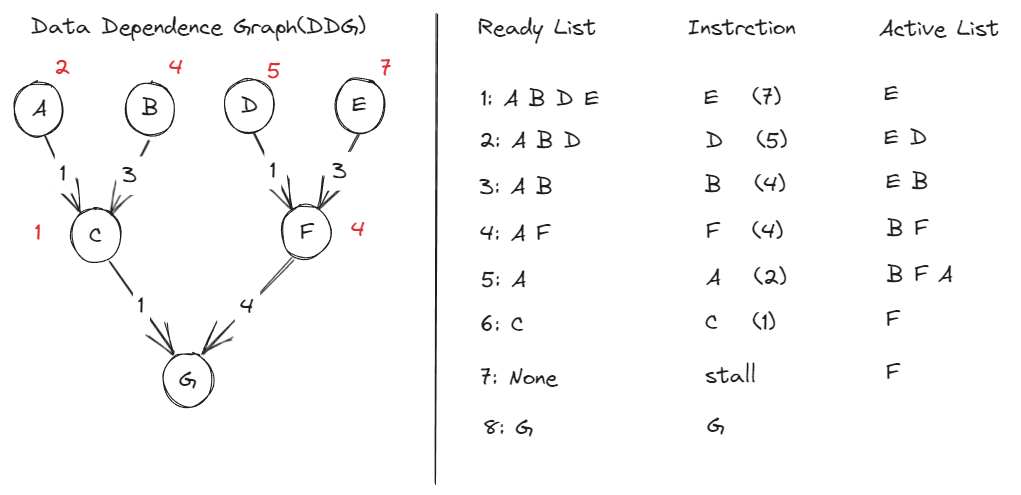 Data Dependence Graph(DDG)
2 4 5 7
A B D E
1 3 1 3
1 C F 4
1 4
G
Ready List Instrction Active List
1: A B D E E (7) E
2: A B D D (5) E D
3: A B B (4) E B
4: A F F (4) B F
5: A A (2) B F A
6: C C (1) F
7: None stall F
8: G G